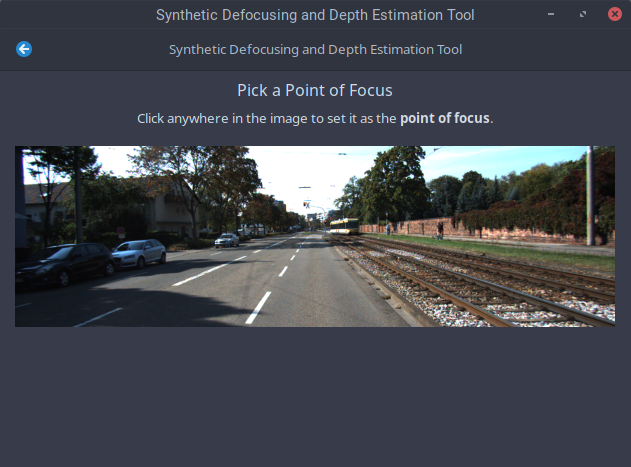 Synthetic Defocusing and Depth Estimation Tool
Synthetic Defocusing and Depth Estimation Tool
Pick a Point of Focus
Click anywhere in the image to set it as the point of focus.